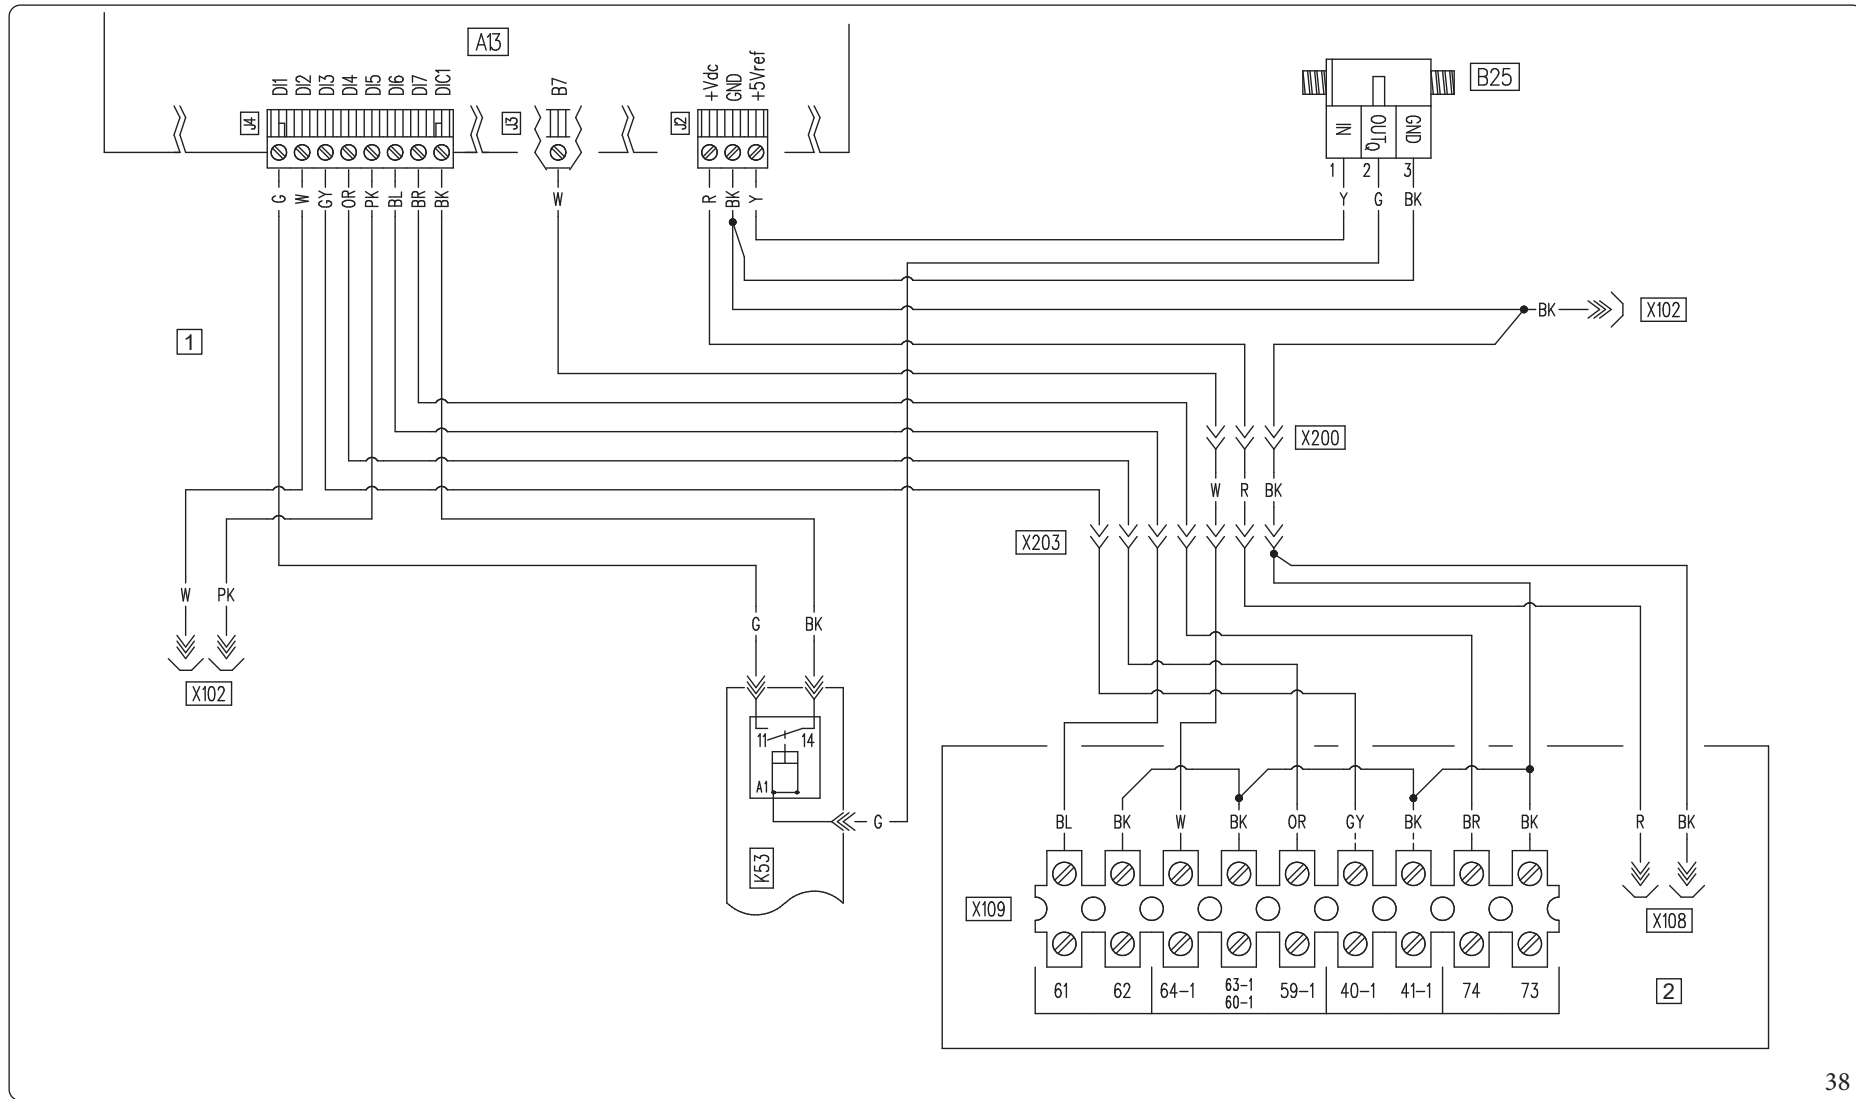 A13
B25
DI1 DI2 DI3 DI4 DI5 DI6 DI7 DIC1
B7
+Vdc GND +5Vref
J4
J3
J2
IN OUTQ GND
1 2 3
G W GY OR PK BL BR BK
W
R BK Y
Y G BK
BK
X102
1
X200
W R BK
X203
W PK
X102
G BK
11 14
A1
G
K53
BL BK W BK OR GY BK BR BK R BK
X109
X108
61 62 64-1 63-1 59-1 40-1 41-1 74 73
60-1
2
38